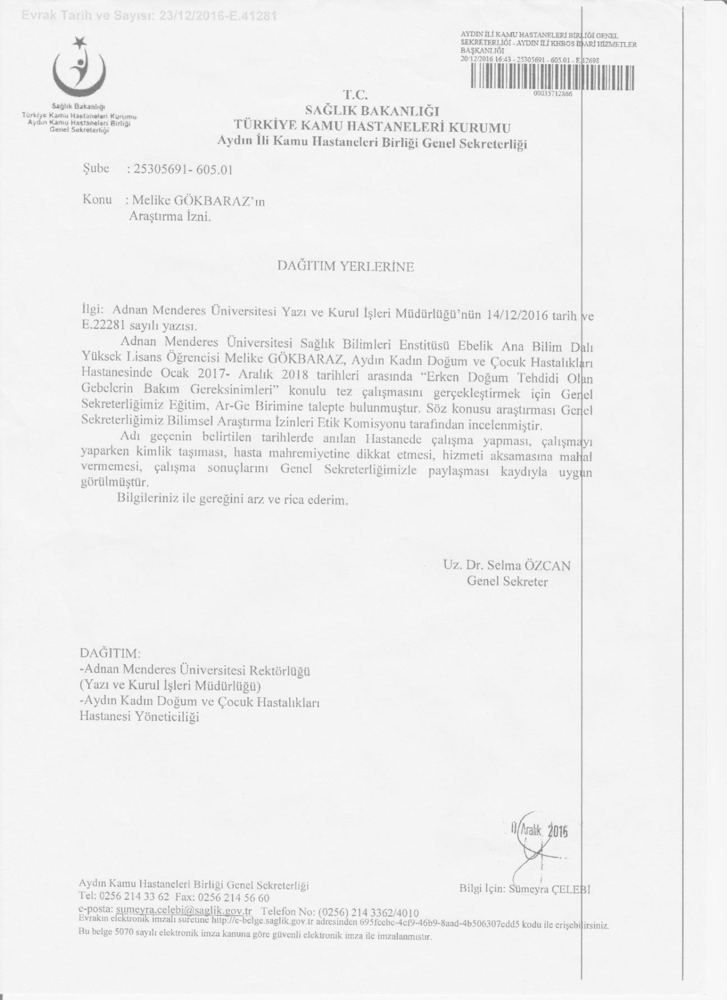 Evrak Tarih ve Sayısı: 23/12/2016-E.41281
AYDIN İLİ KAMU HASTANELERİ BİRLİĞİ GENEL
SEKRETERLİĞİ - AYDIN İLİ KHBGS İDARİ HİZMETLER
BAŞKANLIĞI
20/12/2016 16:43 - 25305691 - 605.01 - E.12698
00035712866
Sağlık Bakanlığı
Türkiye Kamu Hastaneleri Kurumu
Aydın Kamu Hastaneleri Birliği
Genel Sekreterliği
T.C.
SAĞLIK BAKANLIĞI
TÜRKİYE KAMU HASTANELERİ KURUMU
Aydın İli Kamu Hastaneleri Birliği Genel Sekreterliği
Şube : 25305691- 605.01
Konu : Melike GÖKBARAZ’ın
Araştırma İzni.
DAĞITIM YERLERİNE
İlgi: Adnan Menderes Üniversitesi Yazı ve Kurul İşleri Müdürlüğü’nün 14/12/2016 tarih ve
E.22281 sayılı yazısı.
Adnan Menderes Üniversitesi Sağlık Bilimleri Enstitüsü Ebelik Ana Bilim Dalı
Yüksek Lisans Öğrencisi Melike GÖKBARAZ, Aydın Kadın Doğum ve Çocuk Hastalıkları
Hastanesinde Ocak 2017- Aralık 2018 tarihleri arasında “Erken Doğum Tehdidi Olan
Gebelerin Bakım Gereksinimleri” konulu tez çalışmasını gerçekleştirmek için Genel
Sekreterliğimiz Eğitim, Ar-Ge Birimine talepte bulunmuştur. Söz konusu araştırması Genel
Sekreterliğimiz Bilimsel Araştırma İzinleri Etik Komisyonu tarafından incelenmiştir.
Adı geçenin belirtilen tarihlerde anılan Hastanede çalışma yapması, çalışmayı
yaparken kimlik taşıması, hasta mahremiyetine dikkat etmesi, hizmeti aksamasına mahal
vermemesi, çalışma sonuçlarını Genel Sekreterliğimizle paylaşması kaydıyla uygun
görülmüştür.
Bilgileriniz ile gereğini arz ve rica ederim.
Uz. Dr. Selma ÖZCAN
Genel Sekreter
DAĞITIM:
-Adnan Menderes Üniversitesi Rektörlüğü
(Yazı ve Kurul İşleri Müdürlüğü)
-Aydın Kadın Doğum ve Çocuk Hastalıkları
Hastanesi Yöneticiliği
Aralık 2016
Aydın Kamu Hastaneleri Birliği Genel Sekreterliği
Bilgi İçin: Sümeyra ÇELEBİ
Tel: 0256 214 33 62 Fax: 0256 214 56 60
e-posta: sumeyra.celebi@saglik.gov.tr Telefon No: (0256) 214 3362/4010
Evrakın elektronik imzalı suretine http://e-belge.saglik.gov.tr adresinden 695fcebc-4cf9-46b9-8aad-4b506307edd5 kodu ile erişebilirsiniz.
Bu belge 5070 sayılı elektronik imza kanuna göre güvenli elektronik imza ile imzalanmıştır.